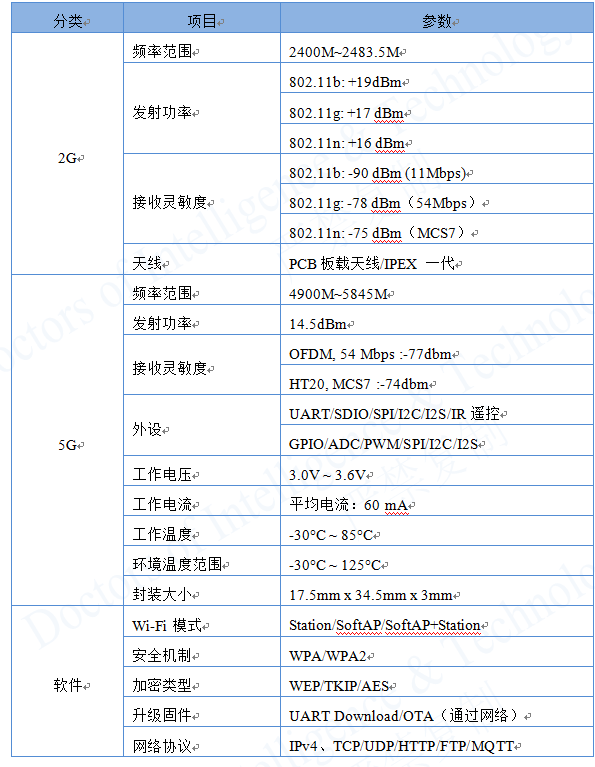 分类 项目 参数
2G 频率范围 2400M~2483.5M
发射功率 802.11b: +19dBm
802.11g: +17 dBm
802.11n: +16 dBm
接收灵敏度 802.11b: -90 dBm (11Mbps)
802.11g: -78 dBm（54Mbps）
802.11n: -75 dBm（MCS7）
天线 PCB 板载天线/IPEX 一代
5G 频率范围 4900M~5845M
发射功率 14.5dBm
接收灵敏度 OFDM, 54 Mbps :-77dbm
HT20, MCS7 :-74dbm
外设 UART/SDIO/SPI/I2C/I2S/IR 遥控
GPIO/ADC/PWM/SPI/I2C/I2S
工作电压 3.0V ~ 3.6V
工作电流 平均电流：60 mA
工作温度 -30°C ~ 85°C
环境温度范围 -30°C ~ 125°C
封装大小 17.5mm x 34.5mm x 3mm
软件 Wi-Fi 模式 Station/SoftAP/SoftAP+Station
安全机制 WPA/WPA2
加密类型 WEP/TKIP/AES
升级固件 UART Download/OTA（通过网络）
网络协议 IPv4、TCP/UDP/HTTP/FTP/MQTT
Doctors of Intelligence & Technology
Doctors of Intelligence & Technology